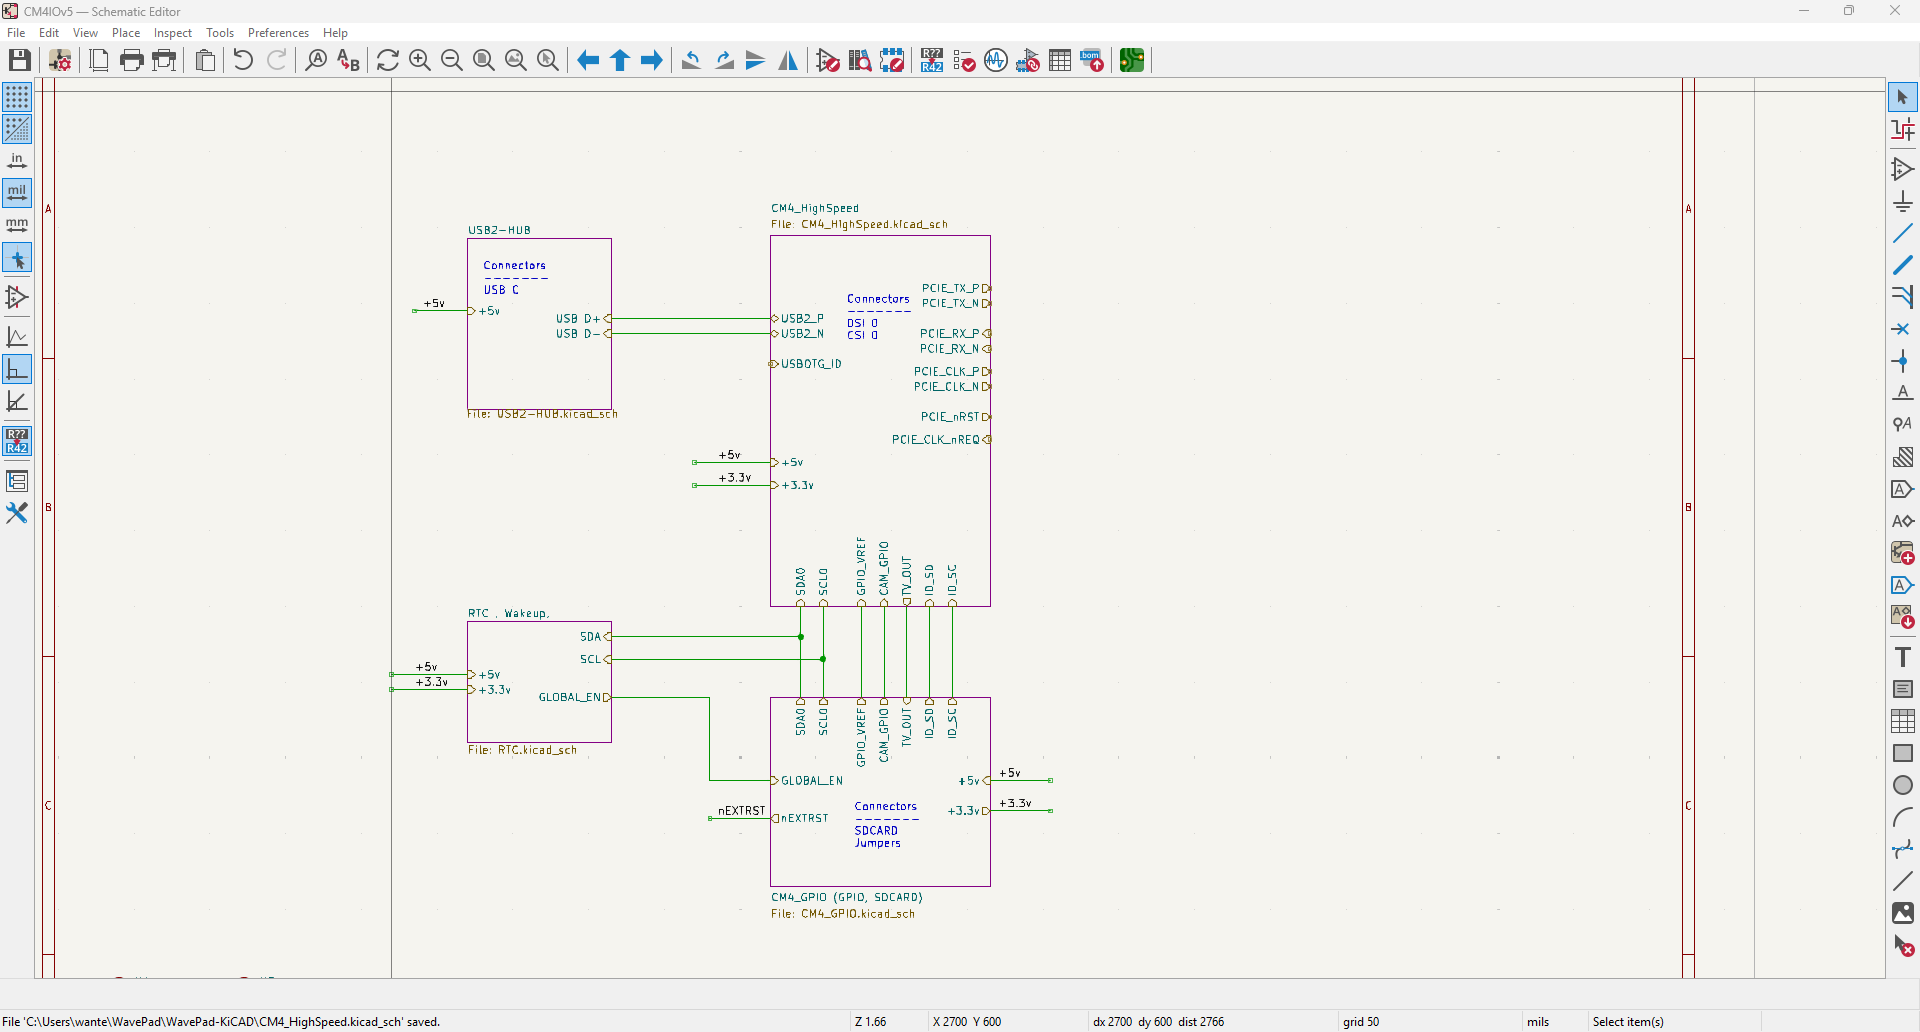 CM4IOv5 — Schematic Editor
File Edit View Place Inspect Tools Preferences Help
A
B
R??
R42
R??
R42
bom
in
mil
mm
R??
R42
A
A
B
B
C
C
USB2-HUB
Connectors
USB C
+5v
+5v
USB D+
USB D-
File: USB2-HUB.kicad_sch
CM4_HighSpeed
File: CM4_HighSpeed.kicad_sch
Connectors
DSI 0
CSI 0
USB2_P
USB2_N
USBOTG_ID
PCIE_TX_P
PCIE_TX_N
PCIE_RX_P
PCIE_RX_N
PCIE_CLK_P
PCIE_CLK_N
PCIE_nRST
PCIE_CLK_nREQ
+5v
+5v
+3.3v
+3.3v
SDA0
SCL0
GPIO_VREF
CAM_GPIO
TV_OUT
ID_SD
ID_SC
RTC , Wakeup,
SDA
SCL
+5v
+5v
+3.3v
+3.3v
GLOBAL_EN
File: RTC.kicad_sch
SDA0
SCL0
GPIO_VREF
CAM_GPIO
TV_OUT
ID_SD
ID_SC
GLOBAL_EN
nEXTRST
nEXTRST
Connectors
SDCARD
Jumpers
+5v
+5v
+3.3v
+3.3v
CM4_GPIO (GPIO, SDCARD)
File: CM4_GPIO.kicad_sch
A
A
A
A
A
A
T
File 'C:\Users\wante\WavePad\WavePad-KiCAD\CM4_HighSpeed.kicad_sch' saved.
Z 1.66
X 2700 Y 600
dx 2700 dy 600 dist 2766
grid 50
mils
Select item(s)